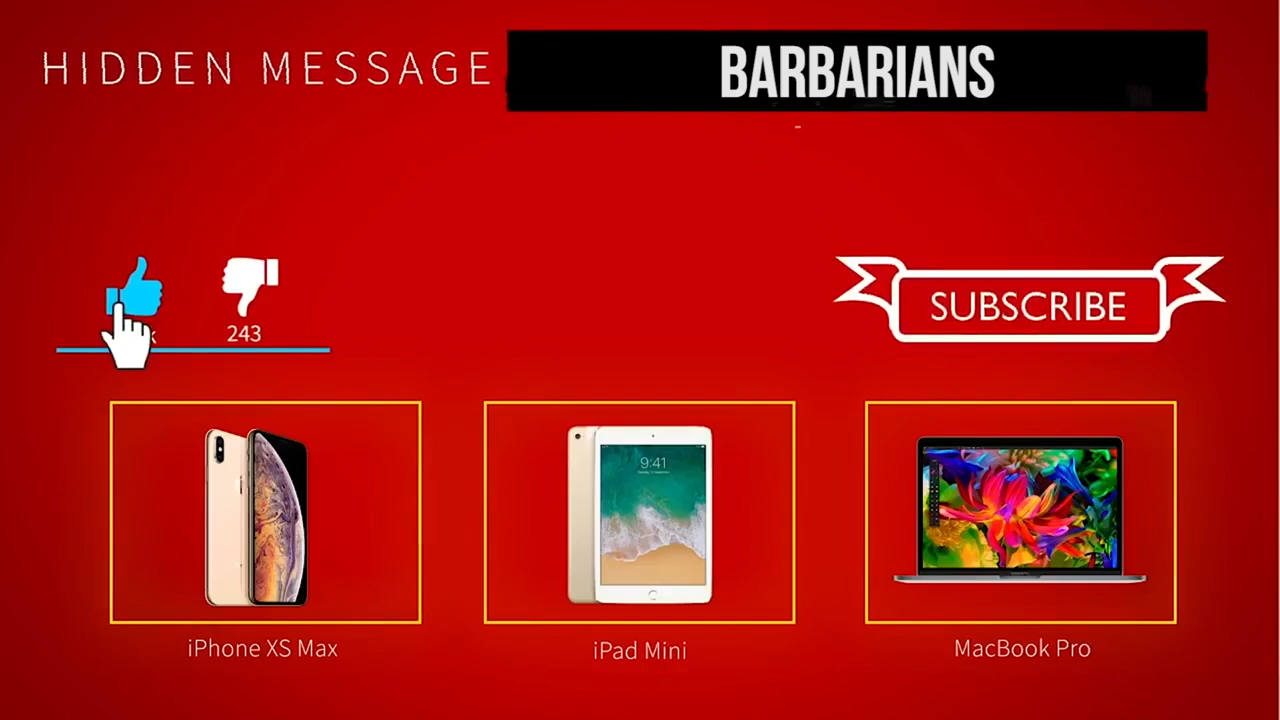 HIDDEN MESSAGE
BARBARIANS
243
SUBSCRIBE
9:41
iPhone XS Max
iPad Mini
MacBook Pro